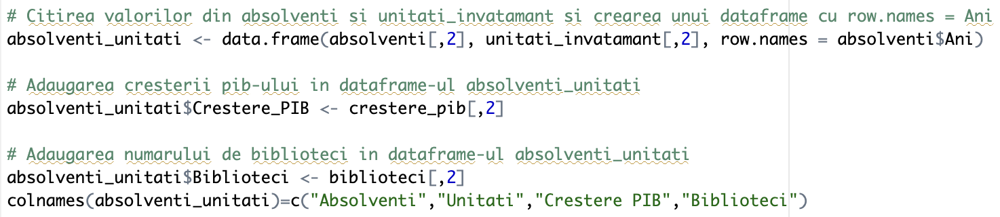 # Citirea valorilor din absolventi si unitati_invatamant si crearea unui dataframe cu row.names = Ani
absolventi_unitati <- data.frame(absolventi[,2], unitati_invatamant[,2], row.names = absolventi$Ani)
# Adaugarea cresterii pib-ului in dataframe-ul absolventi_unitati
absolventi_unitati$Crestere_PIB <- crestere_pib[,2]
# Adaugarea numarului de biblioteci in dataframe-ul absolventi_unitati
absolventi_unitati$Biblioteci <- biblioteci[,2]
colnames(absolventi_unitati)=c("Absolventi","Unitati","Crestere PIB","Biblioteci")